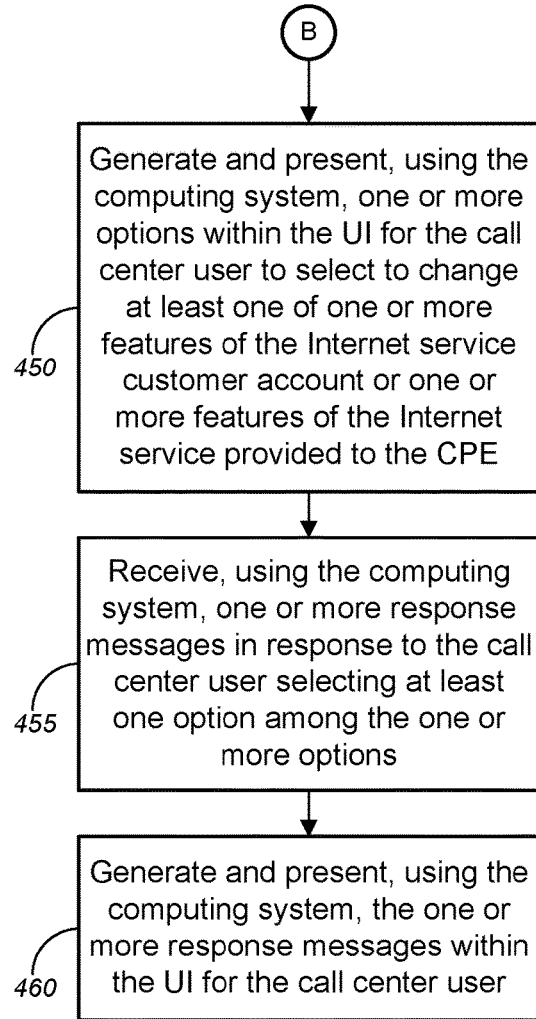 B
Generate and present, using the
computing system, one or more
options within the UI for the call
center user to select to change
at least one of one or more
features of the Internet service
customer account or one or
more features of the Internet
service provided to the CPE
450
Receive, using the computing
system, one or more response
messages in response to the call
center user selecting at least
one option among the one or
more options
455
Generate and present, using the
computing system, the one or
more response messages within
the UI for the call center user
460